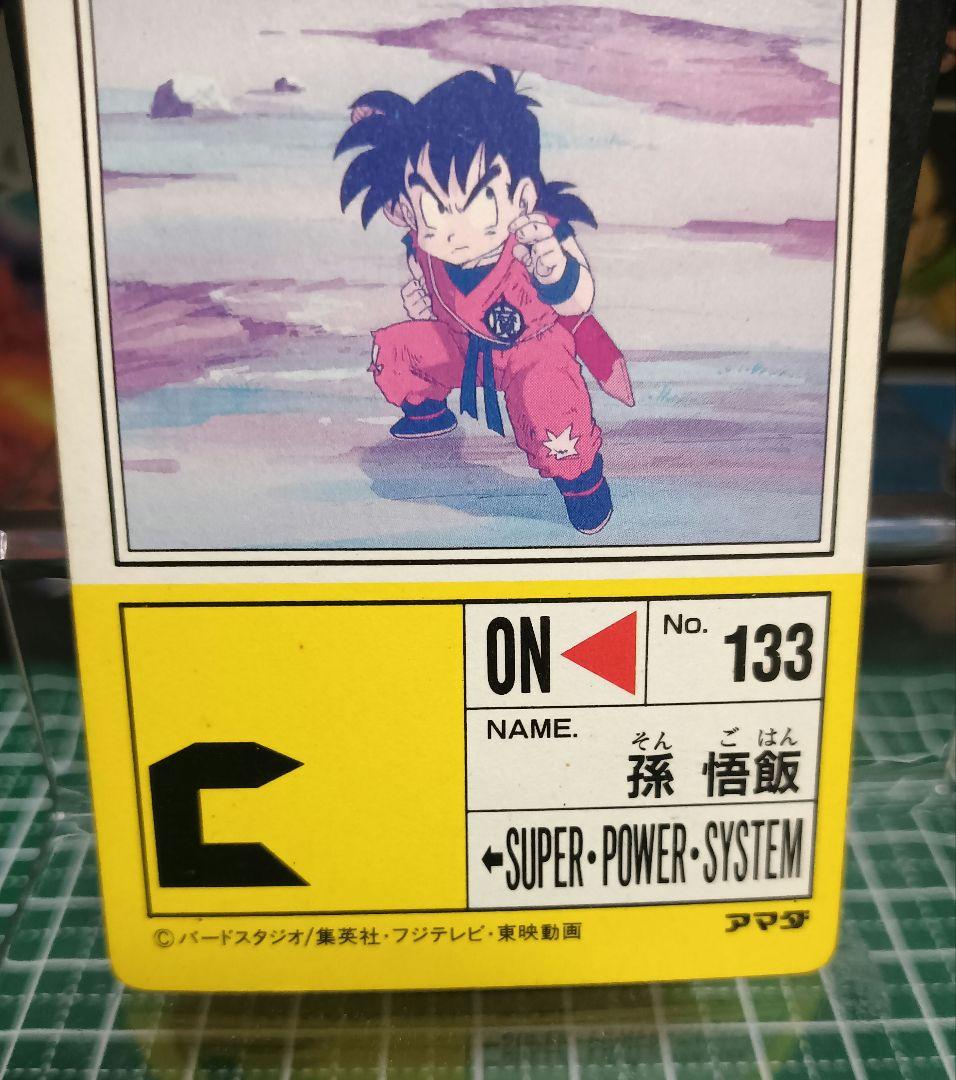 魔
ON
No. 133
NAME.
そん ご はん
孫 悟飯
←SUPER・POWER・SYSTEM
アマダ
©バードスタジオ/集英社・フジテレビ・東映動画